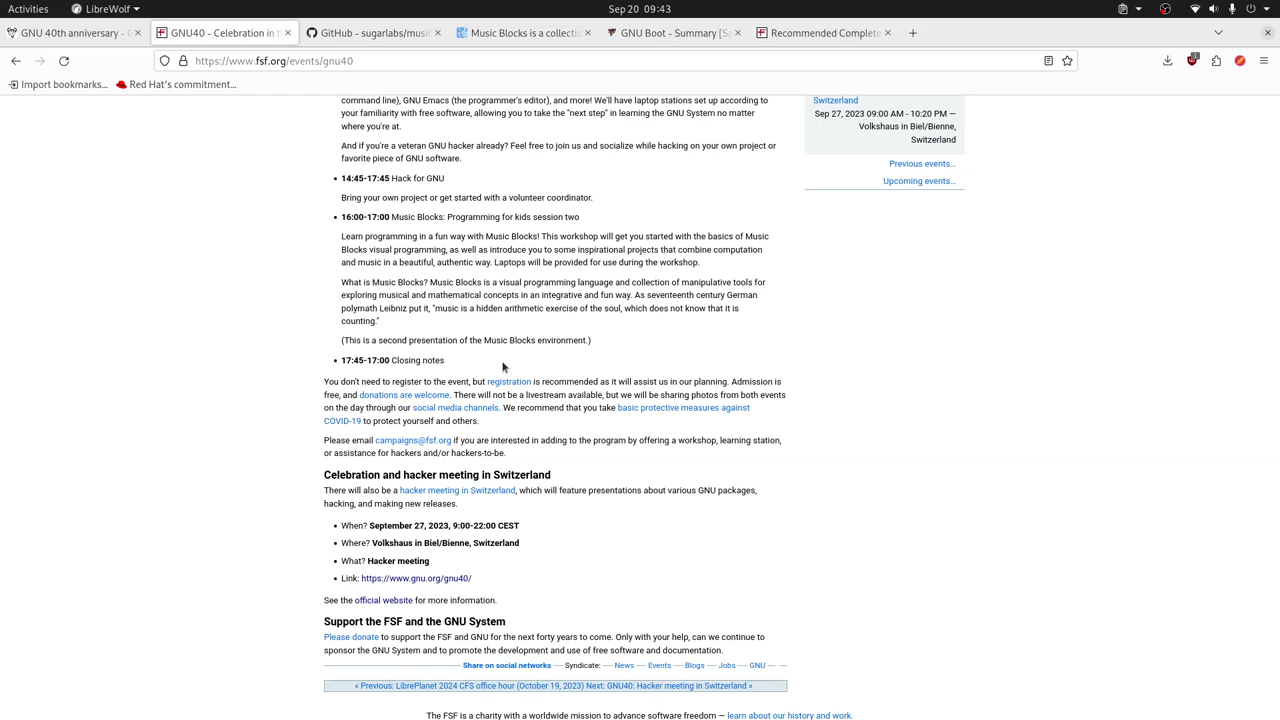 Activities
LibreWolf
Sep 20 09:43
GNU 40th anniversary - G
GNU40 - Celebration in t
GitHub - sugarlabs/music
Music Blocks is a collectio
GNU Boot - Summary [Sa
Recommended Complete
https://www.fsf.org/events/gnu40
Import bookmarks...
Red Hat's commitment...
command line), GNU Emacs (the programmer's editor), and more! We'll have laptop stations set up according to
your familiarity with free software, allowing you to take the "next step" in learning the GNU System no matter
where you're at.
And if you're a veteran GNU hacker already? Feel free to join us and socialize while hacking on your own project or
favorite piece of GNU software.
• 14:45-17:45 Hack for GNU
Bring your own project or get started with a volunteer coordinator.
• 16:00-17:00 Music Blocks: Programming for kids session two
Learn programming in a fun way with Music Blocks! This workshop will get you started with the basics of Music
Blocks visual programming, as well as introduce you to some inspirational projects that combine computation
and music in a beautiful, authentic way. Laptops will be provided for use during the workshop.
What is Music Blocks? Music Blocks is a visual programming language and collection of manipulative tools for
exploring musical and mathematical concepts in an integrative and fun way. As seventeenth century German
polymath Leibniz put it, "music is a hidden arithmetic exercise of the soul, which does not know that it is
counting."
(This is a second presentation of the Music Blocks environment.)
• 17:45-17:00 Closing notes
You don't need to register to the event, but registration is recommended as it will assist us in our planning. Admission is
free, and donations are welcome. There will not be a livestream available, but we will be sharing photos from both events
on the day through our social media channels. We recommend that you take basic protective measures against
COVID-19 to protect yourself and others.
Please email campaigns@fsf.org if you are interested in adding to the program by offering a workshop, learning station,
or assistance for hackers and/or hackers-to-be.
Celebration and hacker meeting in Switzerland
There will also be a hacker meeting in Switzerland, which will feature presentations about various GNU packages,
hacking, and making new releases.
• When? September 27, 2023, 9:00-22:00 CEST
• Where? Volkshaus in Biel/Bienne, Switzerland
• What? Hacker meeting
• Link: https://www.gnu.org/gnu40/
See the official website for more information.
Support the FSF and the GNU System
Please donate to support the FSF and GNU for the next forty years to come. Only with your help, can we continue to
sponsor the GNU System and to promote the development and use of free software and documentation.
Share on social networks — Syndicate: — News — Events — Blogs — Jobs — GNU — —
« Previous: LibrePlanet 2024 CFS office hour (October 19, 2023) Next: GNU40: Hacker meeting in Switzerland »
The FSF is a charity with a worldwide mission to advance software freedom — learn about our history and work.
Switzerland
Sep 27, 2023 09:00 AM - 10:20 PM —
Volkshaus in Biel/Bienne,
Switzerland
Previous events…
Upcoming events…